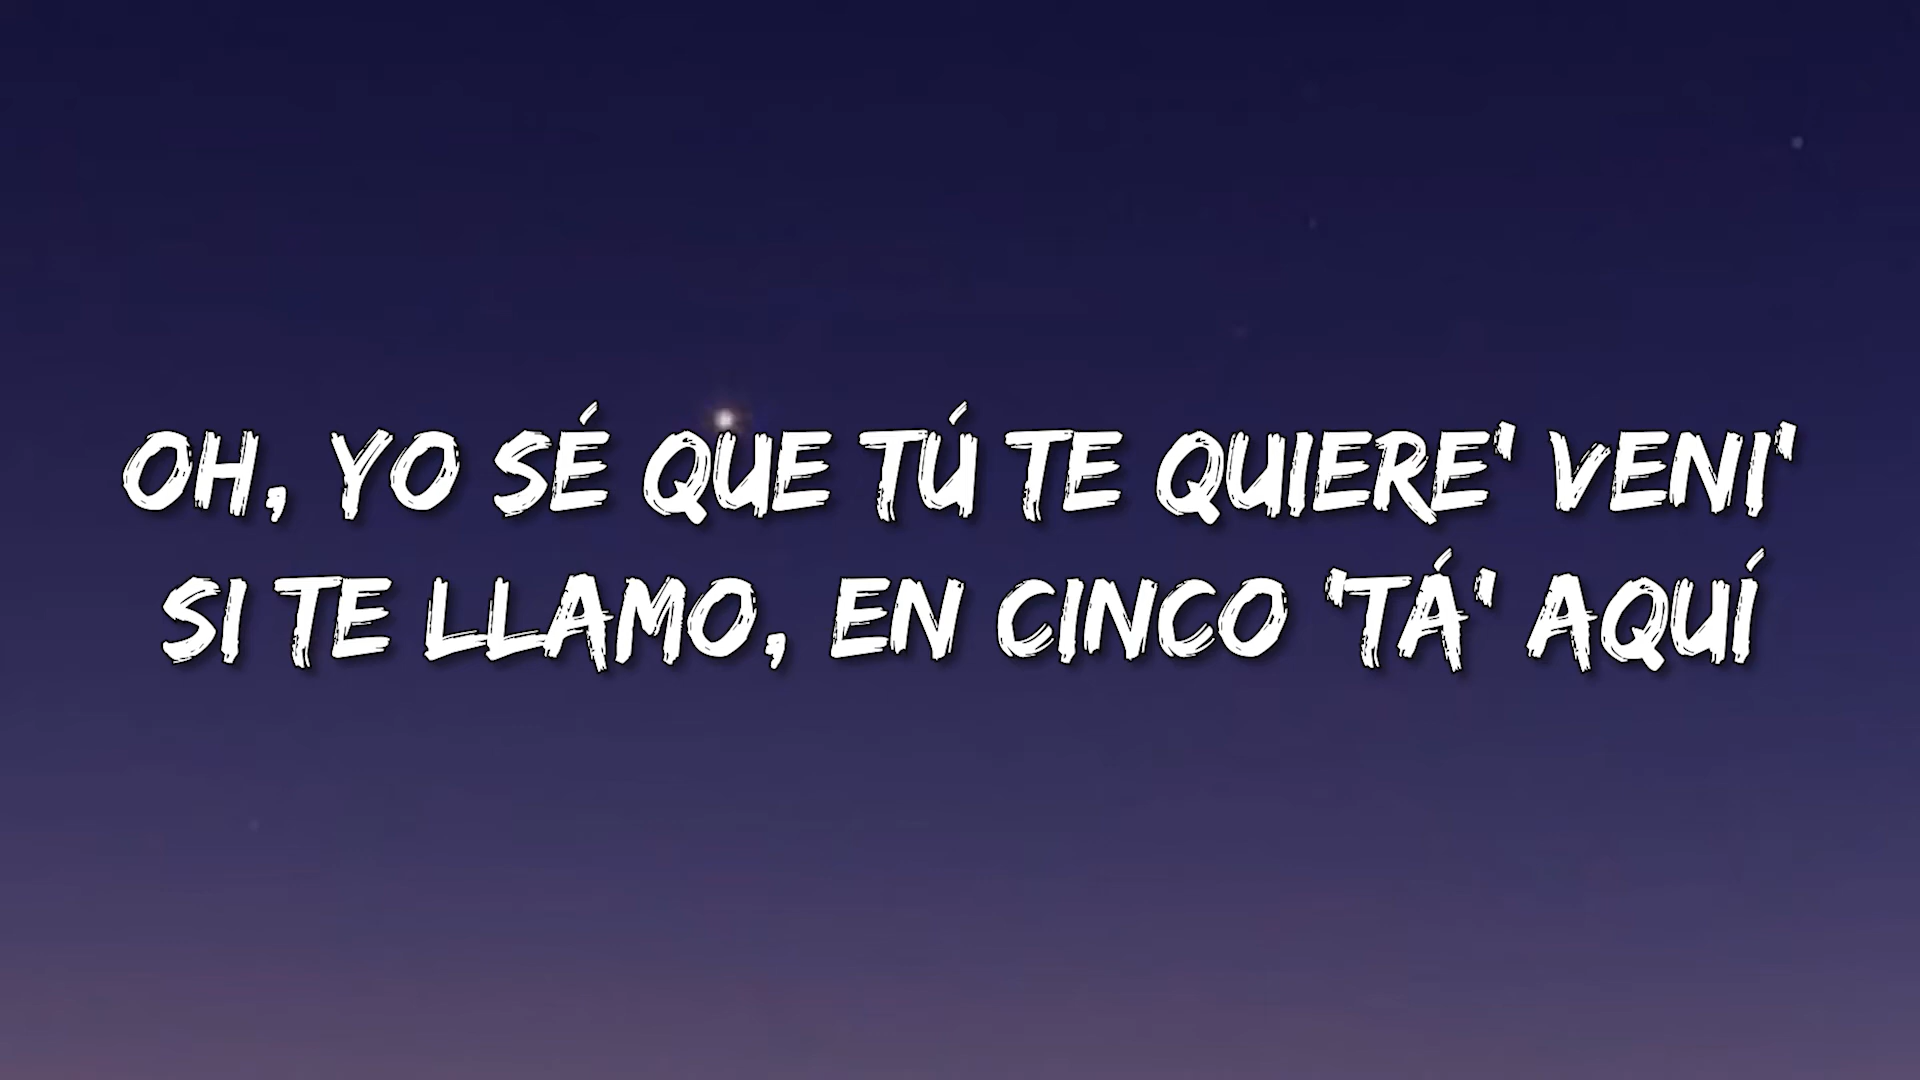 OH, YO SÉ QUE TÚ TE QUIERE' VENI'
SI TE LLAMO, EN CINCO 'TÁ' AQUÍ